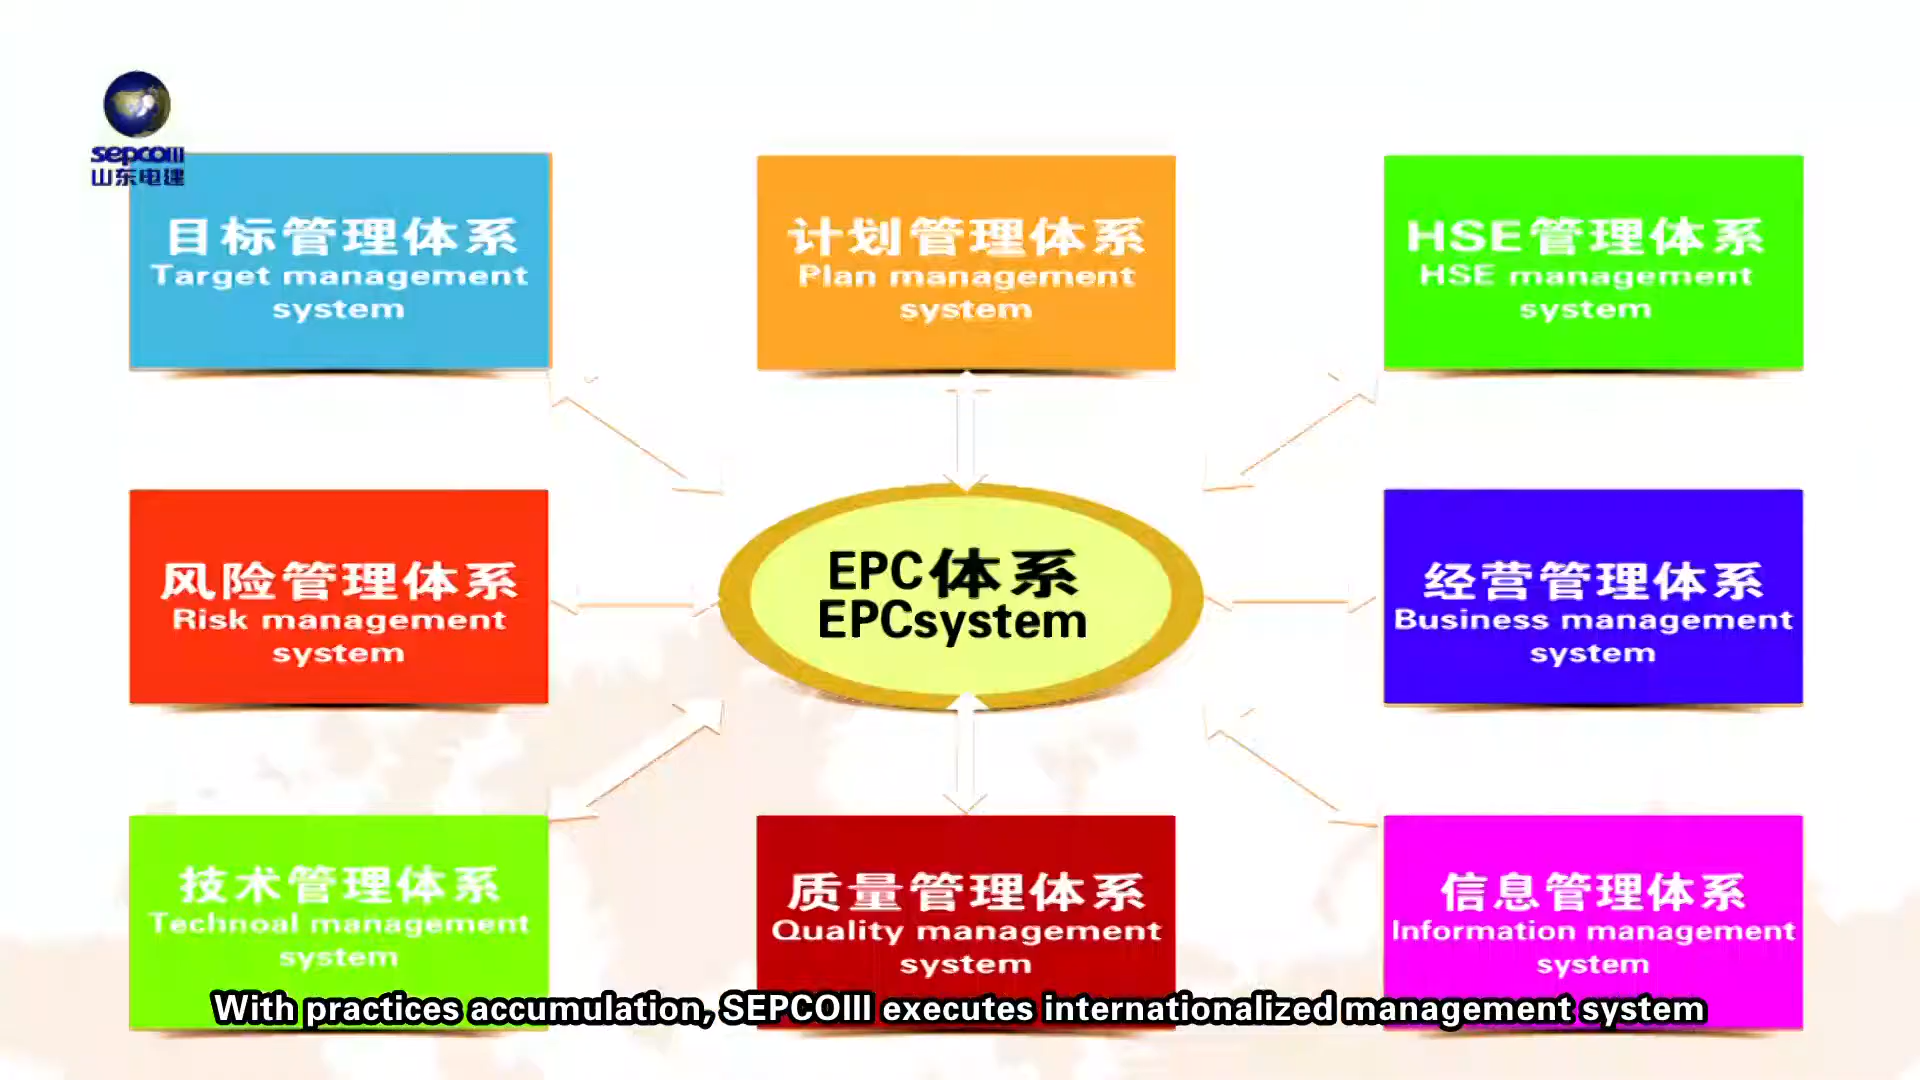 sepcoIII
山东电建
目标管理体系
Target management
system
计划管理体系
Plan management
system
HSE管理体系
HSE management
system
风险管理体系
Risk management
system
EPC体系
EPCsystem
经营管理体系
Business management
system
技术管理体系
Technoal management
system
质量管理体系
Quality management
system
信息管理体系
Information management
system
With practices accumulation, SEPCOIII executes internationalized management system